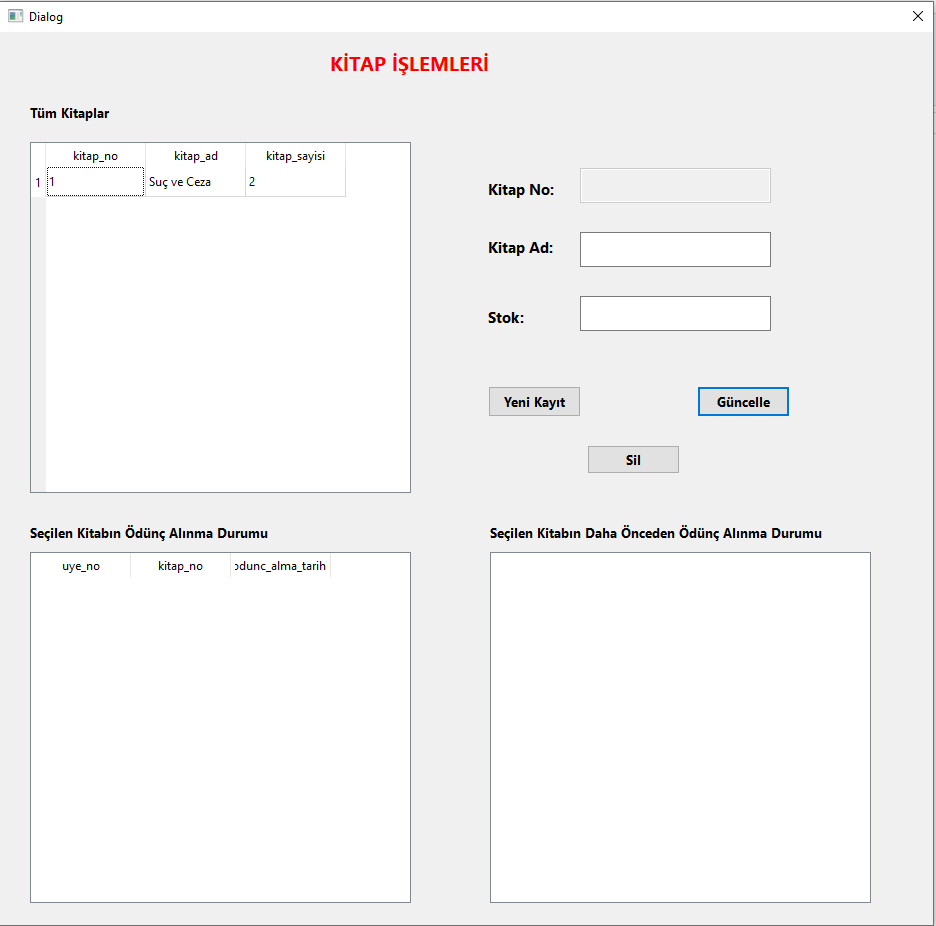 Dialog
KİTAP İŞLEMLERİ
Tüm Kitaplar
kitap_no kitap_ad kitap_sayisi
1 1 Suç ve Ceza 2
Kitap No:
Kitap Ad:
Stok:
Yeni Kayıt Güncelle
Sil
Seçilen Kitabın Ödünç Alınma Durumu
uye_no kitap_no odunc_alma_tarih
Seçilen Kitabın Daha Önceden Ödünç Alınma Durumu